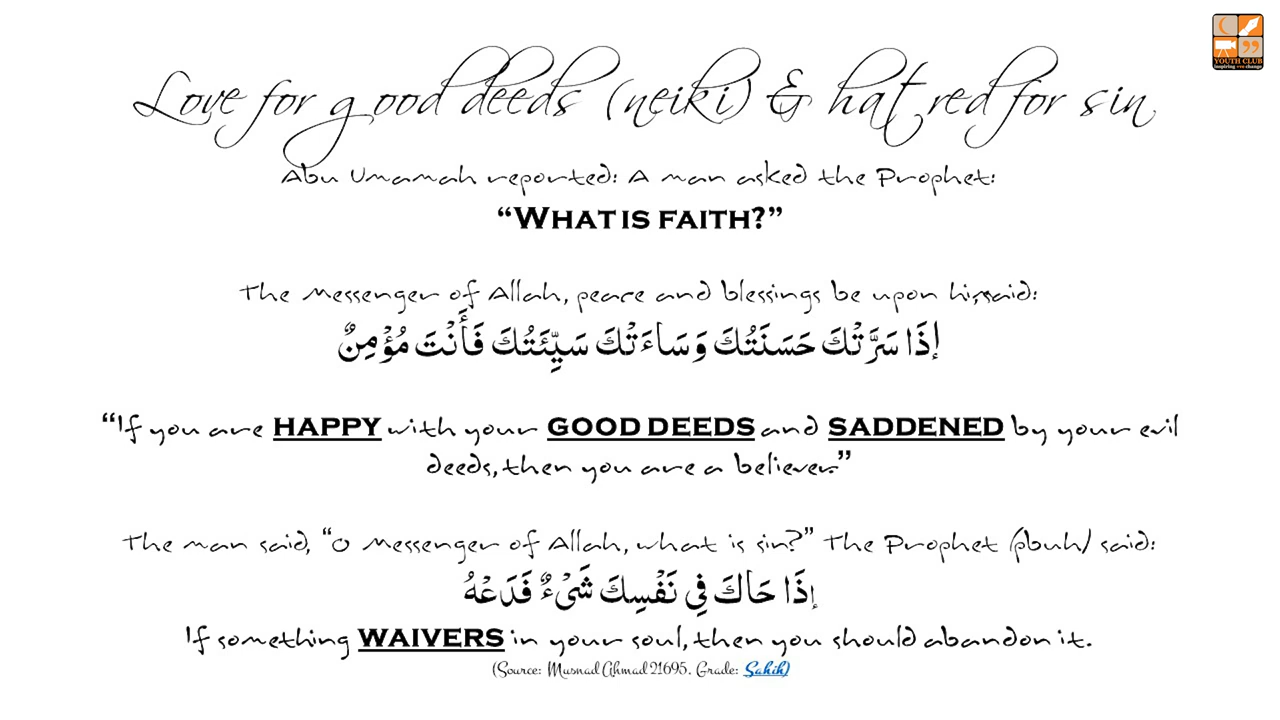 Love for good deeds (neiki) & hatred for sin
YOUTH CLUB
Inspiring +ve change
Abu Umamah reported: A man asked the Prophet:
“WHAT IS FAITH?”
The Messenger of Allah, peace and blessings be upon him, said:
إِذَا سَرَّتْكَ حَسَنَتُكَ وَسَاءَتْكَ سَيِّئَتُكَ فَأَنْتَ مُؤْمِنٌ
“If you are HAPPY with your GOOD DEEDS and SADDENED by your evil
deeds, then you are a believer.”
The man said, “O Messenger of Allah, what is sin?” The Prophet (pbuh) said:
إِذَا حَاكَ فِي نَفْسِكَ شَيْءٌ فَدَعْهُ
If something WAIVERS in your soul, then you should abandon it.
(Source: Musnad Ahmad 21695. Grade: Sahih)